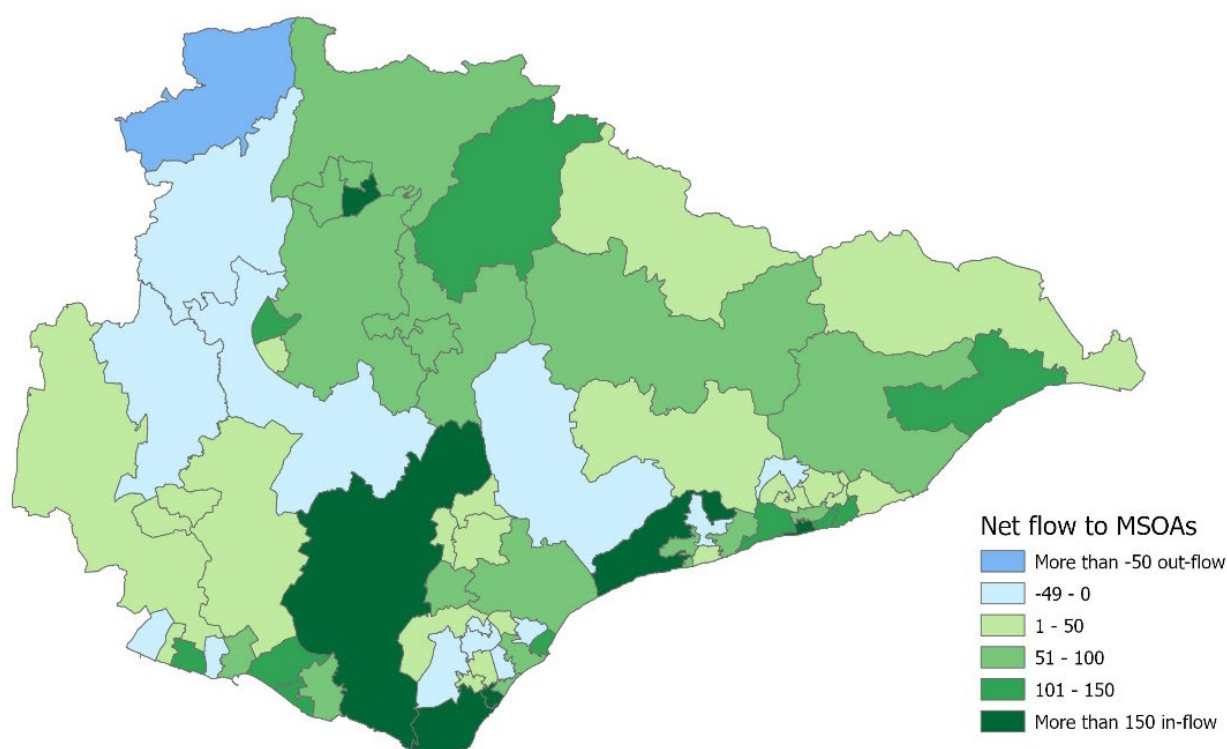 Net flow to MSOAs
More than -50 out-flow
-49 - 0
1 - 50
51 - 100
101 - 150
More than 150 in-flow